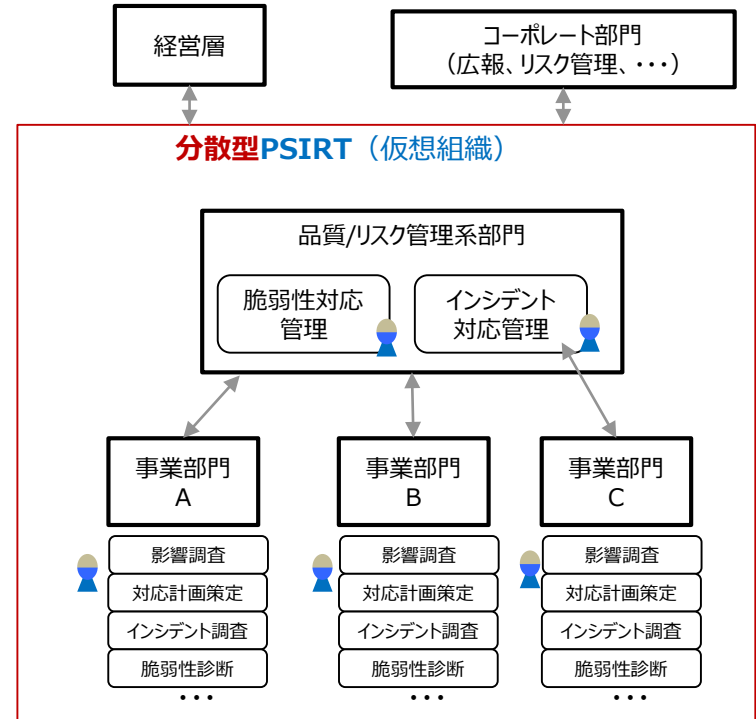 経営層
コーポレート部門
(広報、リスク管理、・・・)
分散型PSIRT(仮想組織)
品質/リスク管理系部門
脆弱性対応
管理
インシデント
対応管理
事業部門
A
事業部門
B
事業部門
C
影響調査
対応計画策定
インシデント調査
脆弱性診断
・・・
影響調査
対応計画策定
インシデント調査
脆弱性診断
・・・
影響調査
対応計画策定
インシデント調査
脆弱性診断
・・・